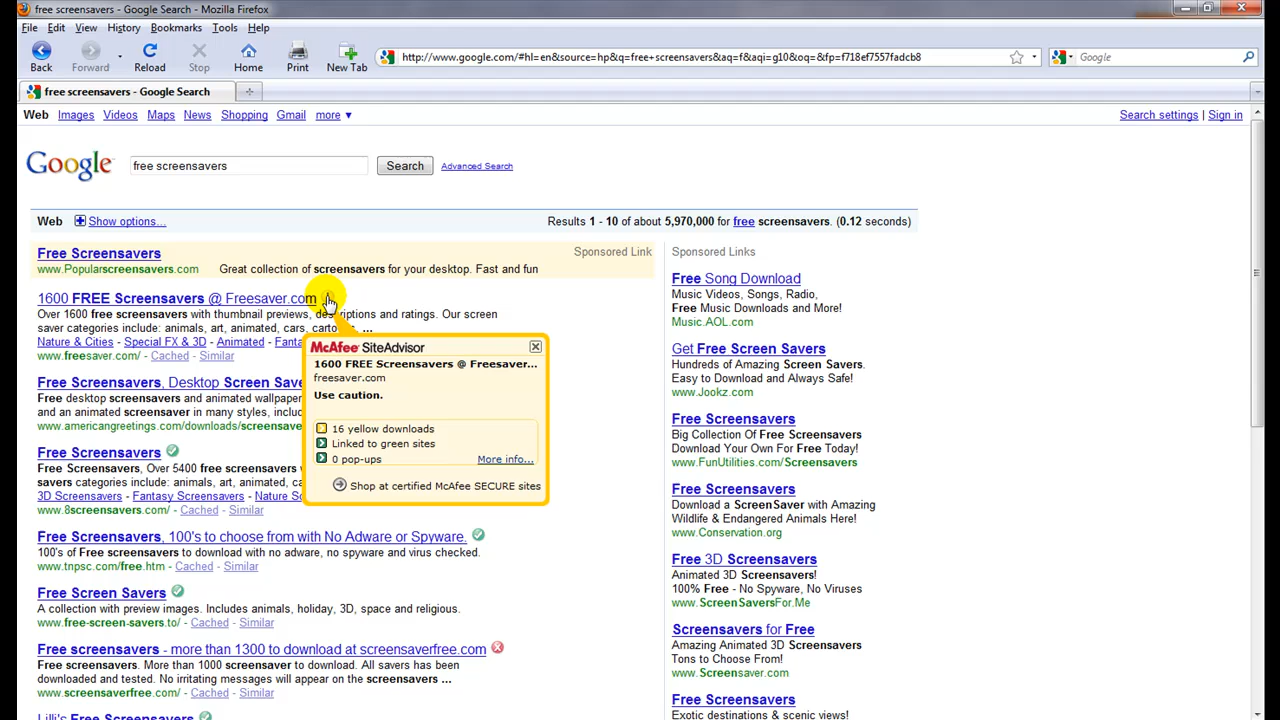 free screensavers - Google Search - Mozilla Firefox
File Edit View History Bookmarks Tools Help
Back Forward Reload Stop Home Print New Tab
http://www.google.com/#hl=en&source=hp&q=free+screensavers&aq=f&aqi=g10&oq=&fp=f718ef7557fadcb8
Google
free screensavers - Google Search
Web Images Videos Maps News Shopping Gmail more ▼
Search settings | Sign in
Google
free screensavers
Search
Advanced Search
Web Show options...
Results 1 - 10 of about 5,970,000 for free screensavers. (0.12 seconds)
Free Screensavers
Sponsored Link
www.Popularscreensavers.com Great collection of screensavers for your desktop. Fast and fun
1600 FREE Screensavers @ Freesaver.com
Over 1600 free screensavers with thumbnail previews, descriptions and ratings. Our screen
saver categories include: animals, art, animated, cars, carto ...
Nature & Cities - Special FX & 3D - Animated - Fanta
www.freesaver.com/ - Cached - Similar
McAfee SiteAdvisor
1600 FREE Screensavers @ Freesaver...
freesaver.com
Use caution.
16 yellow downloads
Linked to green sites
0 pop-ups
More info...
Shop at certified McAfee SECURE sites
Free Screensavers, Desktop Screen Save
Free desktop screensavers and animated wallpaper
and an animated screensaver in many styles, inclu
www.americangreetings.com/downloads/screensave
Free Screensavers
Free Screensavers, Over 5400 free screensavers
savers categories include: animals, art, animated, ca
3D Screensavers - Fantasy Screensavers - Nature S
www.8screensavers.com/ - Cached - Similar
Free Screensavers, 100's to choose from with No Adware or Spyware.
100's of Free screensavers to download with no adware, no spyware and virus checked.
www.tnpsc.com/free.htm - Cached - Similar
Free Screen Savers
A collection with preview images. Includes animals, holiday, 3D, space and religious.
www.free-screen-savers.to/ - Cached - Similar
Free screensavers - more than 1300 to download at screensaverfree.com
Free screensavers. More than 1000 screensaver to download. All savers has been
downloaded and tested. No irritating messages will appear on the screensavers ...
www.screensaverfree.com/ - Cached - Similar
Lilli's Free Screensavers
Sponsored Links
Free Song Download
Music Videos, Songs, Radio,
Free Music Downloads and More!
Music.AOL.com
Get Free Screen Savers
Hundreds of Amazing Screen Savers.
Easy to Download and Always Safe!
www.Jookz.com
Free Screensavers
Big Collection Of Free Screensavers
Download Your Own For Free Today!
www.FunUtilities.com/Screensavers
Free Screensavers
Download a ScreenSaver with Amazing
Wildlife & Endangered Animals Here!
www.Conservation.org
Free 3D Screensavers
Animated 3D Screensavers!
100% Free - No Spyware, No Viruses
www.ScreenSaversFor.Me
Screensavers for Free
Amazing Animated 3D Screensavers
Tons to Choose From!
www.Screensaver.com
Free Screensavers
Exotic destinations & scenic views!